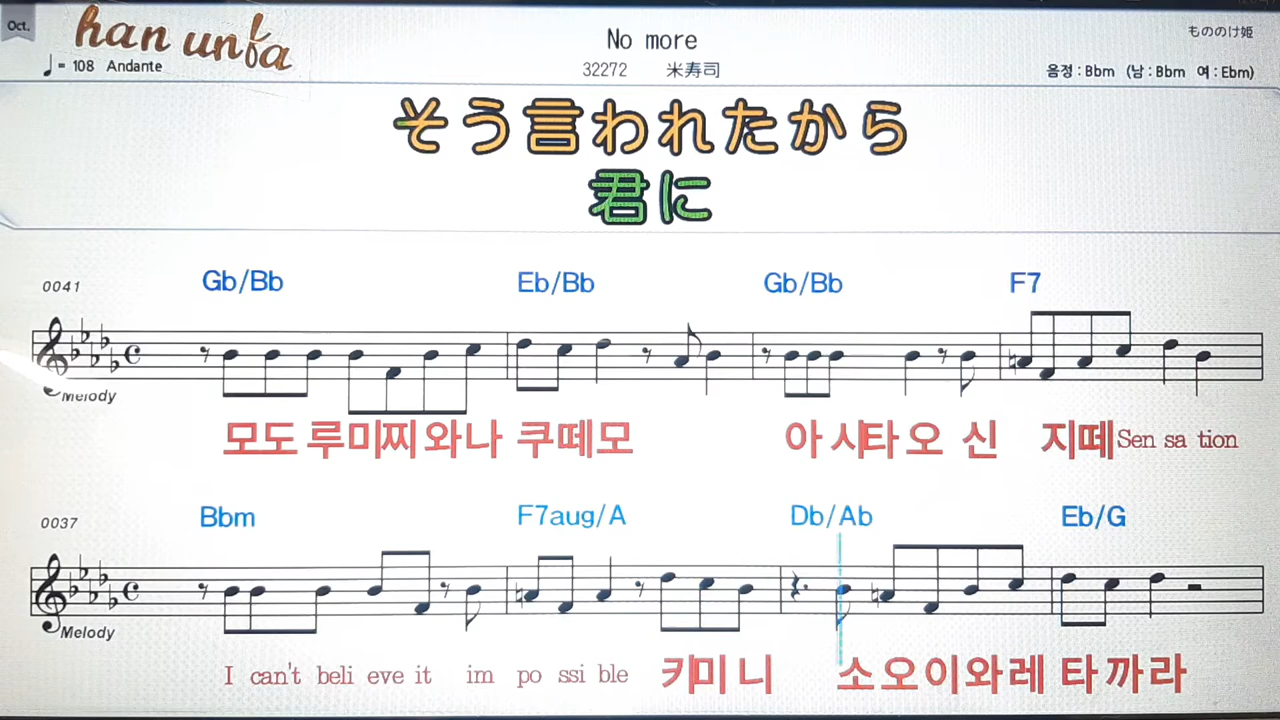 Oct.
han unfa
♩= 108 Andante
No more
32272 米寿司
もののけ姫
음정 : Bbm (남 : Bbm 여 : Ebm)
そう言われたから
君に
0041
Gb/Bb Eb/Bb Gb/Bb F7
Melody
모도 루미찌와나 쿠떼모 아시타오 신 지떼 Sen sa tion
0037
Bbm F7aug/A Db/Ab Eb/G
Melody
I can't beli eve it im po ssi ble 키미니 소오이와레 타까라